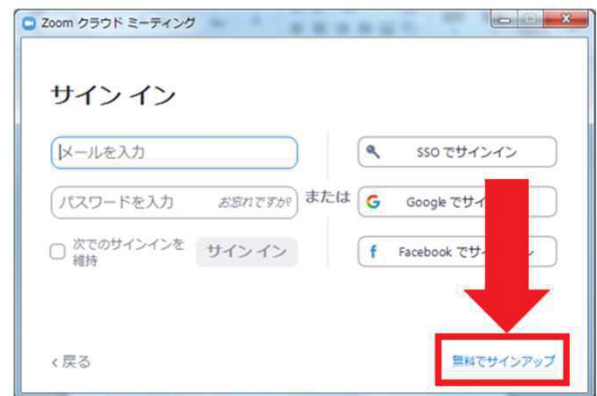 Zoom クラウド ミーティング
サイン イン
メールを入力
パスワードを入力 お忘れですか?
次でのサインインを
維持
サイン イン
または
SSO でサインイン
Google でサイ
Facebook でサ ン
< 戻る
無料でサインアップ